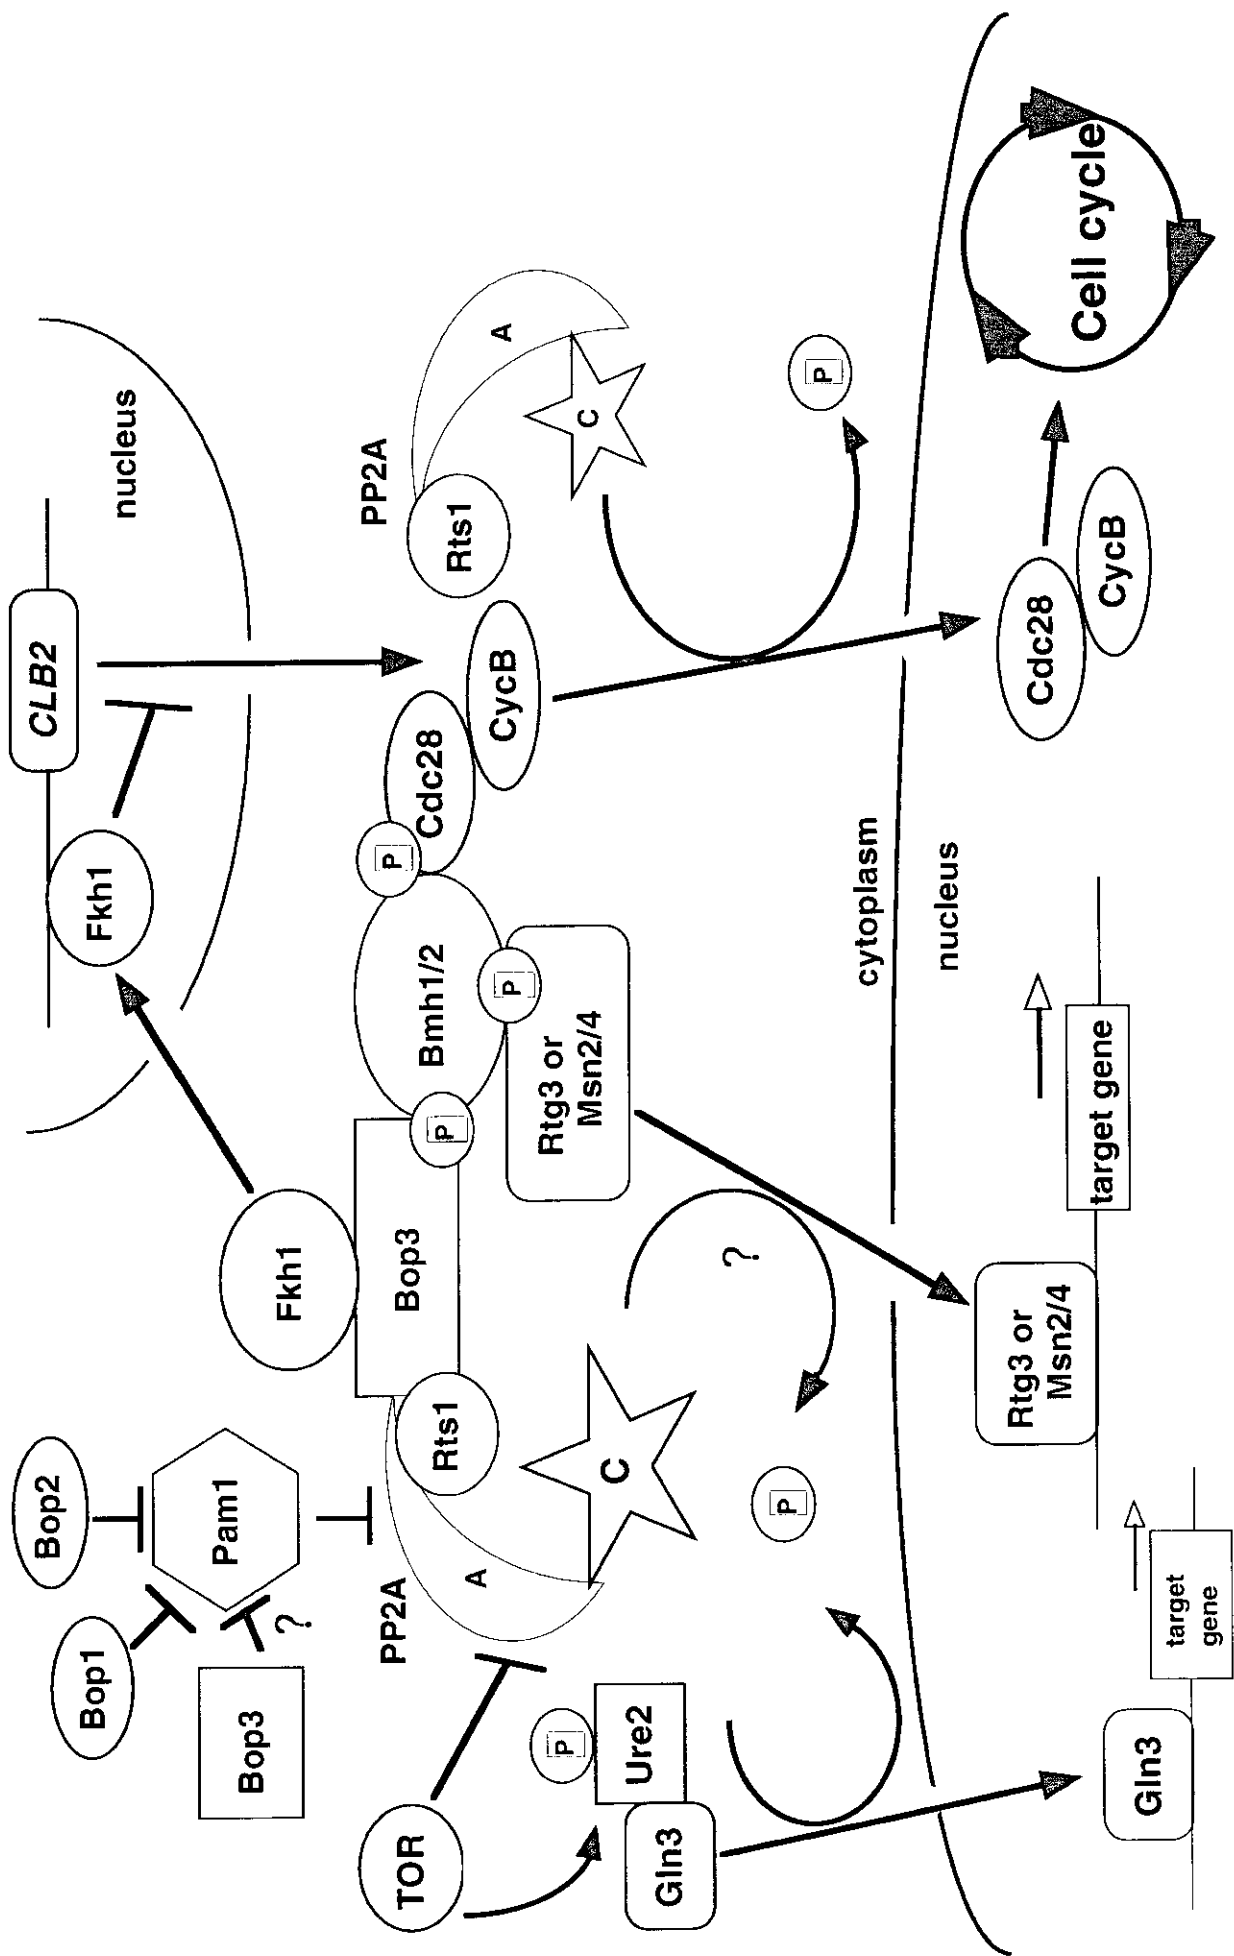 Bop1
Bop2
Bop3
?
Pam1
TOR
PP2A
A
Rts1
C
Fkh1
Bop3
P
Bmh1/2
P
P
Rtg3 or
Msn2/4
Fkh1
CLB2
nucleus
Cdc28
CycB
PP2A
Rts1
A
C
P
P
Ure2
Gln3
P
?
cytoplasm
nucleus
Gln3
target
gene
Rtg3 or
Msn2/4
target gene
Cdc28
CycB
Cell cycle